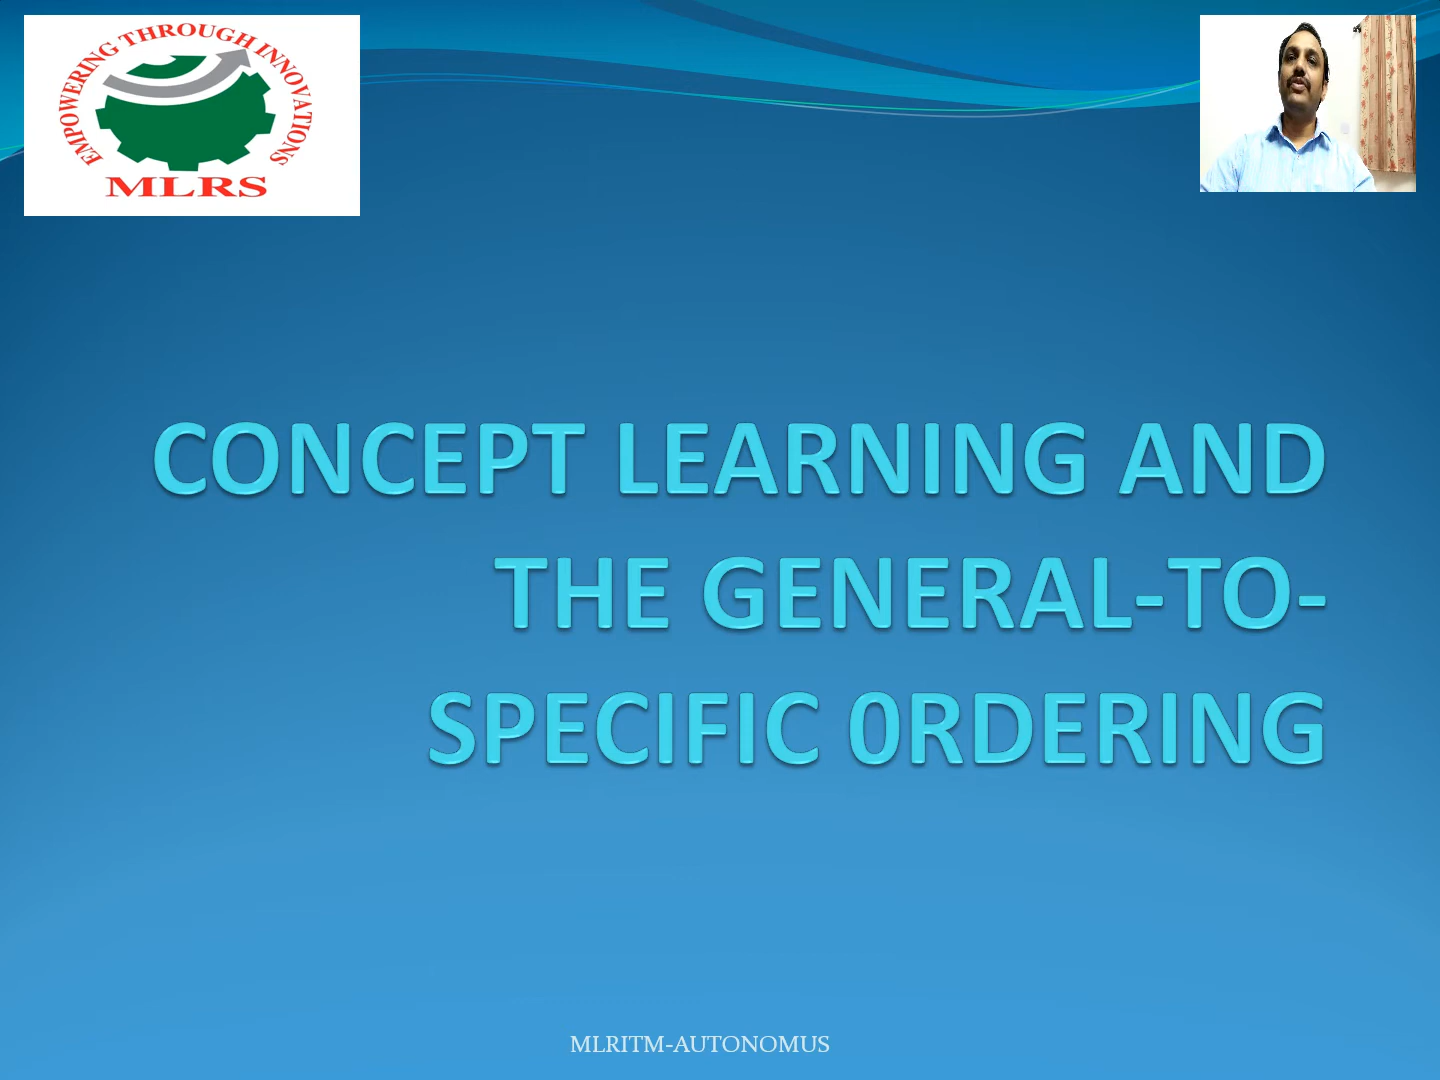 EMPOWERING THROUGH INNOVATIONS
MLRS
CONCEPT LEARNING AND
THE GENERAL-TO-
SPECIFIC 0RDERING
MLRITM-AUTONOMUS